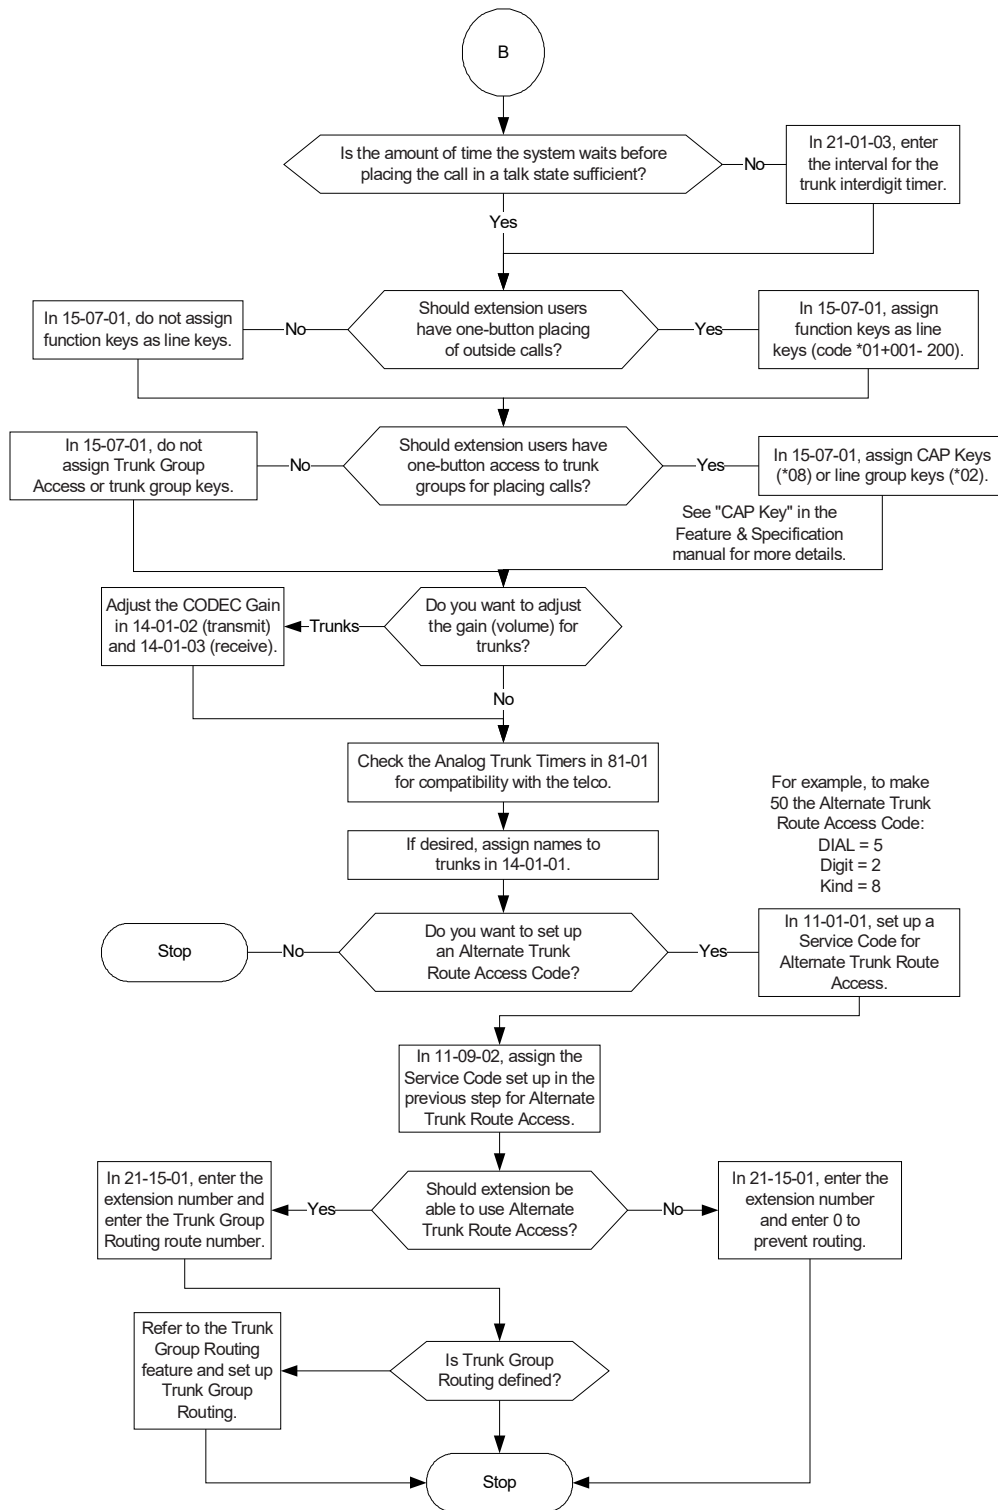 B
Is the amount of time the system waits before
placing the call in a talk state sufficient?
No
In 21-01-03, enter
the interval for the
trunk interdigit timer.
Yes
In 15-07-01, do not assign
function keys as line keys.
No
Should extension users
have one-button placing
of outside calls?
Yes
In 15-07-01, assign
function keys as line
keys (code *01+001- 200).
In 15-07-01, do not
assign Trunk Group
Access or trunk group keys.
No
Should extension users have
one-button access to trunk
groups for placing calls?
Yes
In 15-07-01, assign CAP Keys
(*08) or line group keys (*02).
See "CAP Key" in the
Feature & Specification
manual for more details.
Adjust the CODEC Gain
in 14-01-02 (transmit)
and 14-01-03 (receive).
Trunks
Do you want to adjust
the gain (volume) for
trunks?
No
Check the Analog Trunk Timers in 81-01
for compatibility with the telco.
If desired, assign names to
trunks in 14-01-01.
For example, to make
50 the Alternate Trunk
Route Access Code:
DIAL = 5
Digit = 2
Kind = 8
Stop
No
Do you want to set up
an Alternate Trunk
Route Access Code?
Yes
In 11-01-01, set up a
Service Code for
Alternate Trunk Route
Access.
In 11-09-02, assign the
Service Code set up in the
previous step for Alternate
Trunk Route Access.
In 21-15-01, enter the
extension number and
enter the Trunk Group
Routing route number.
Yes
Should extension be
able to use Alternate
Trunk Route Access?
No
In 21-15-01, enter the
extension number
and enter 0 to
prevent routing.
Refer to the Trunk
Group Routing
feature and set up
Trunk Group
Routing.
Is Trunk Group
Routing defined?
Stop